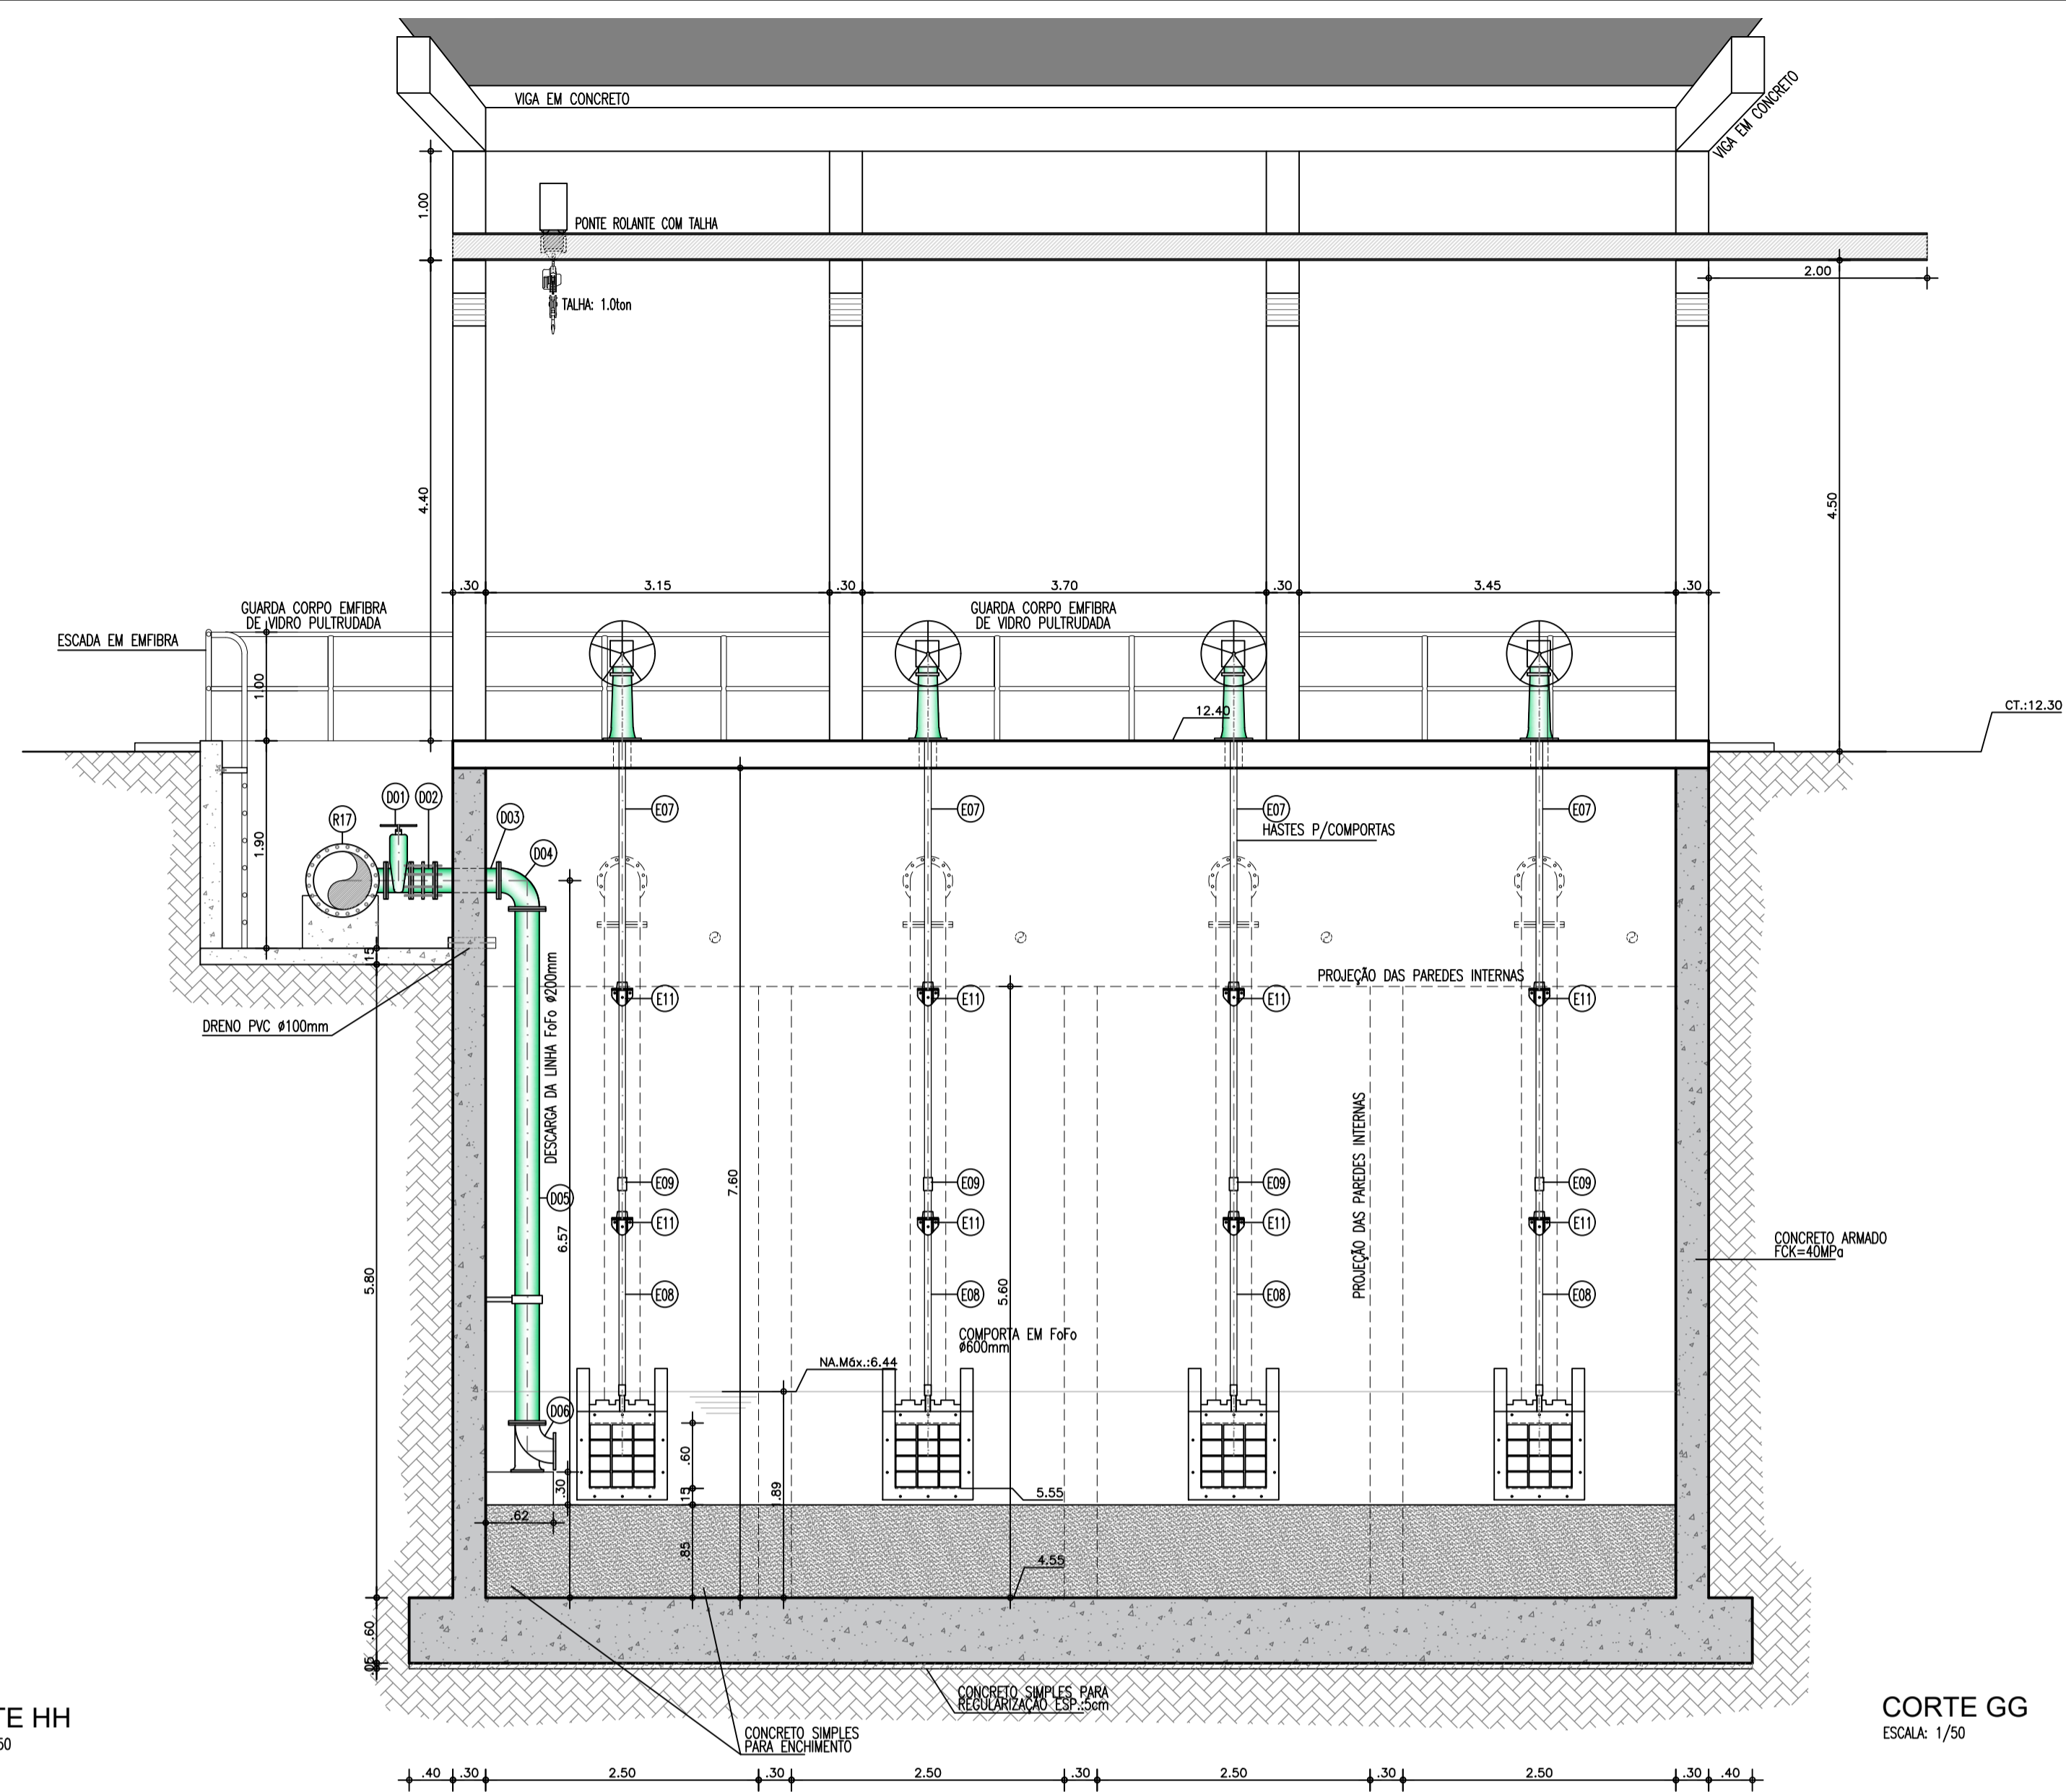 VIGA EM CONCRETO
VIGA EM CONCRETO
1.00
PONTE ROLANTE COM TALHA
2.00
TALHA: 1.0ton
4.40
4.50
.30
3.15
.30
3.70
.30
3.45
.30
GUARDA CORPO EMFIBRA
DE VIDRO PULTRUDADA
GUARDA CORPO EMFIBRA
DE VIDRO PULTRUDADA
ESCADA EM EMFIBRA
1.00
12.40
CT.:12.30
D01
D02
R17
D03
D04
E07
E07
E07
E07
HASTES P/COMPORTAS
1.90
15
DESCARGA DA LINHA FoFo ø200mm
PROJEÇÃO DAS PAREDES INTERNAS
E11
E11
E11
E11
DRENO PVC ø100mm
PROJEÇÃO DAS PAREDES INTERNAS
E09
E09
E09
E09
D05
7.60
6.57
E11
E11
E11
E11
CONCRETO ARMADO
FCK=40MPa
5.80
5.60
E08
E08
E08
E08
COMPORTA EM FoFo
ø600mm
NA.Máx.:6.44
D06
.60
.30
15
.89
5.55
.62
.85
4.55
.60
.05
CONCRETO SIMPLES PARA
REGULARIZAÇÃO ESP.:5cm
CONCRETO SIMPLES
PARA ENCHIMENTO
TE HH
50
CORTE GG
ESCALA: 1/50
.40
.30
2.50
.30
2.50
.30
2.50
.30
2.50
.30
.40